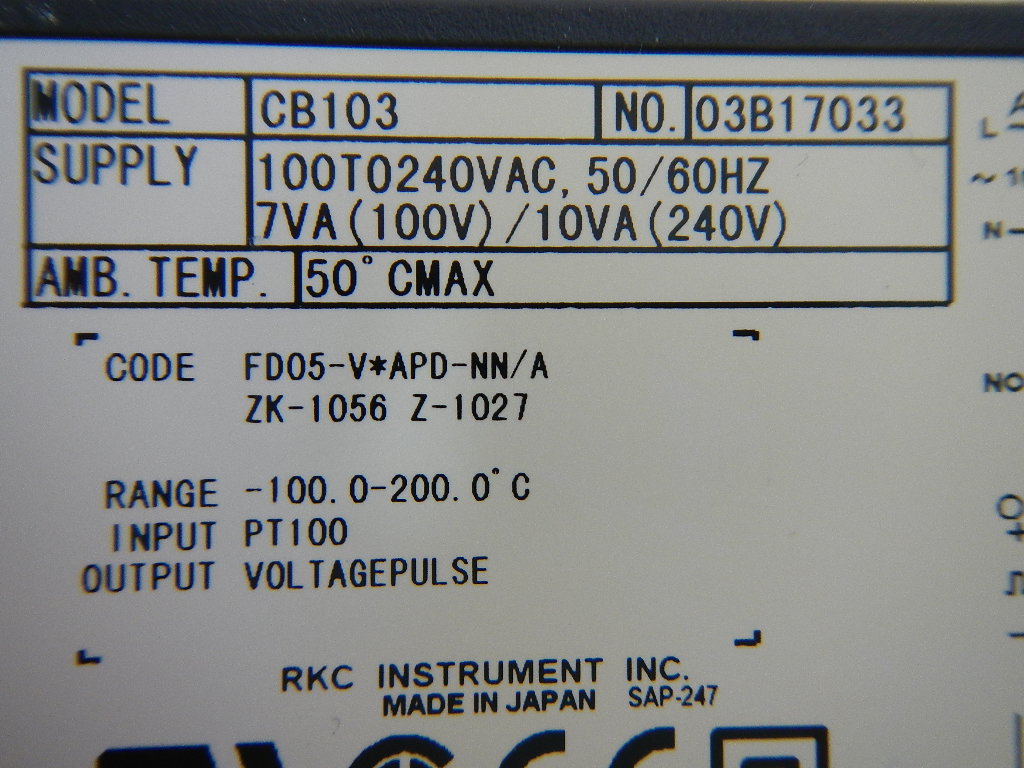 MODEL CB103 NO. 03B17033
SUPPLY 100TO240VAC, 50/60HZ
7VA(100V)/10VA(240V)
AMB. TEMP. 50°CMAX
CODE FD05-V*APD-NN/A
ZK-1056 Z-1027
RANGE -100.0-200.0°C
INPUT PT100
OUTPUT VOLTAGEPULSE
RKC INSTRUMENT INC.
MADE IN JAPAN SAP-247
L
N
NO